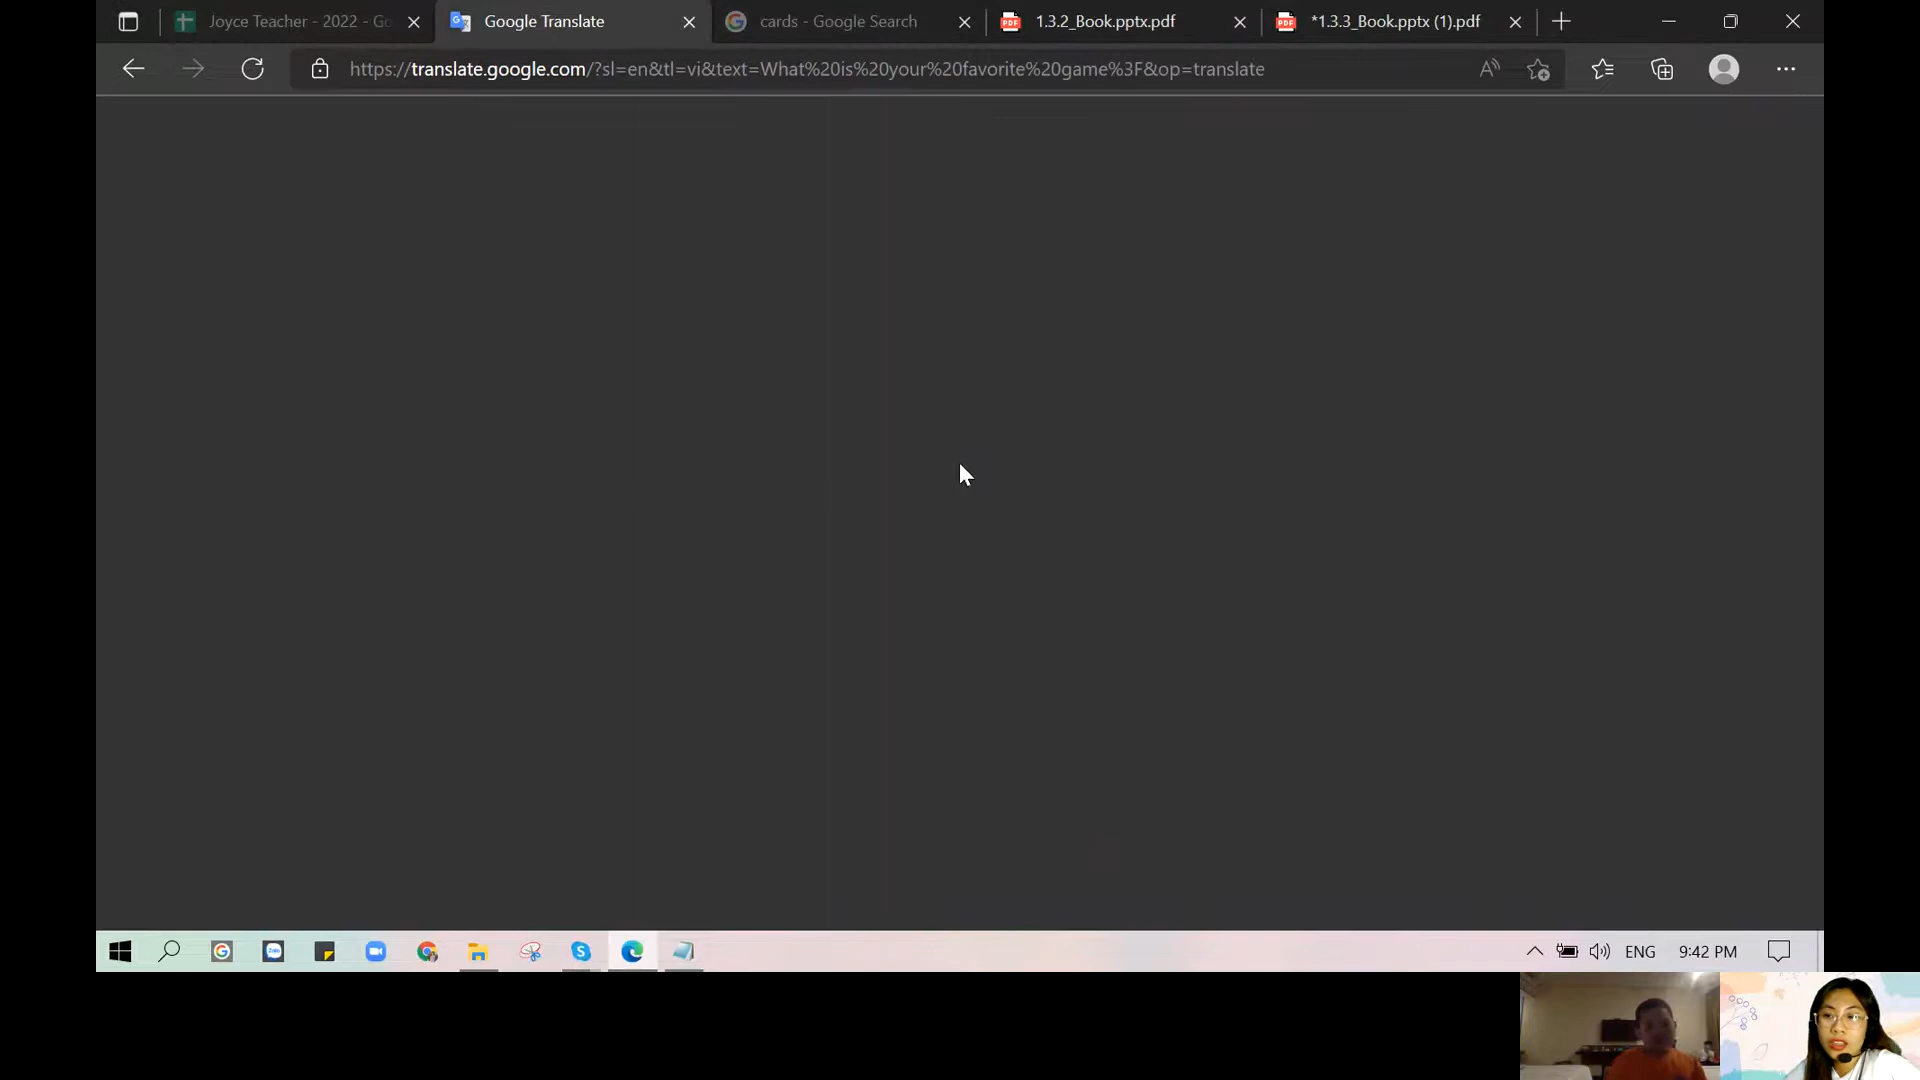 Joyce Teacher - 2022 - Go
Google Translate
cards - Google Search
1.3.2_Book.pptx.pdf
*1.3.3_Book.pptx (1).pdf
https://translate.google.com/?sl=en&tl=vi&text=What%20is%20your%20favorite%20game%3F&op=translate
ENG
9:42 PM